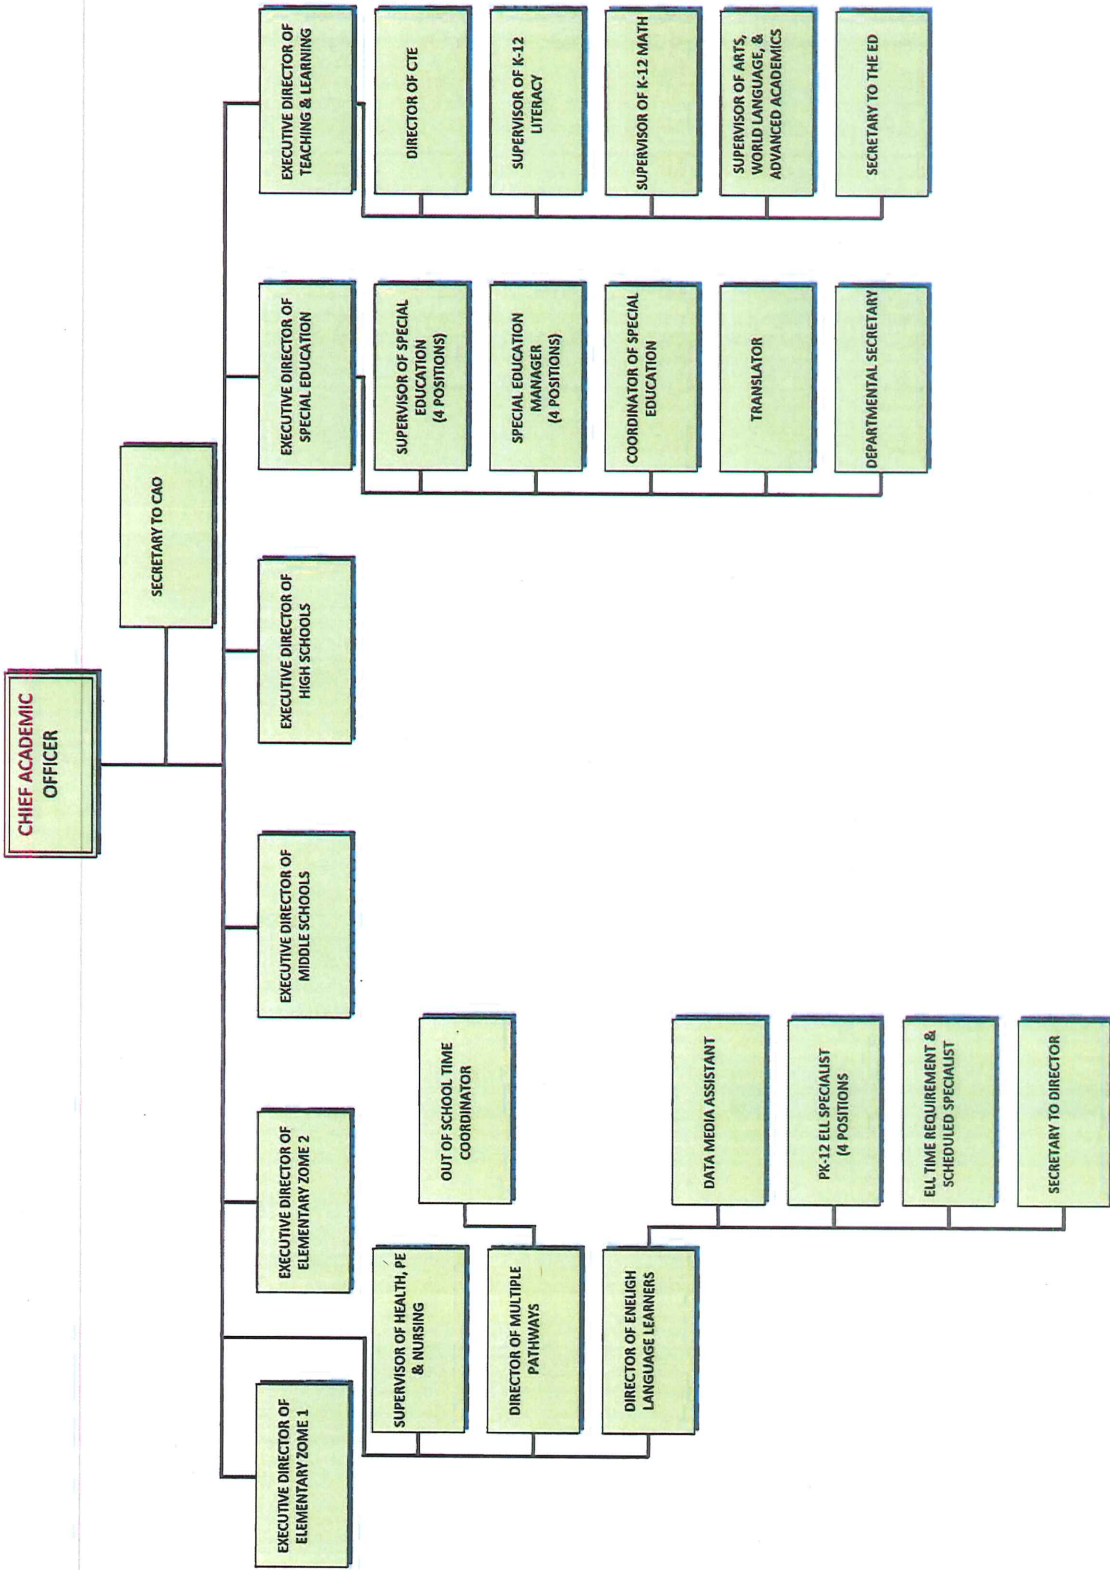 CHIEF ACADEMIC
OFFICER
SECRETARY TO CAO
EXECUTIVE DIRECTOR OF
ELEMENTARY ZOME 1
EXECUTIVE DIRECTOR OF
ELEMENTARY ZOME 2
EXECUTIVE DIRECTOR OF
MIDDLE SCHOOLS
EXECUTIVE DIRECTOR OF
HIGH SCHOOLS
EXECUTIVE DIRECTOR OF
SPECIAL EDUCATION
EXECUTIVE DIRECTOR OF
TEACHING & LEARNING
SUPERVISOR OF HEALTH, PE
& NURSING
DIRECTOR OF MULTIPLE
PATHWAYS
OUT OF SCHOOL TIME
COORDINATOR
DIRECTOR OF ENELIGH
LANGUAGE LEARNERS
DATA MEDIA ASSISTANT
PK-12 ELL SPECIALIST
(4 POSITIONS
ELL TIME REQUIREMENT &
SCHEDULED SPECIALIST
SECRETARY TO DIRECTOR
SUPERVISOR OF SPECIAL
EDUCATION
(4 POSITIONS)
SPECIAL EDUCATION
MANAGER
(4 POSITIONS)
COORDINATOR OF SPECIAL
EDUCATION
TRANSLATOR
DEPARTMENTAL SECRETARY
DIRECTOR OF CTE
SUPERVISOR OF K-12
LITERACY
SUPERVISOR OF K-12 MATH
SUPERVISOR OF ARTS,
WORLD LANGUAGE, &
ADVANCED ACADEMICS
SECRETARY TO THE ED